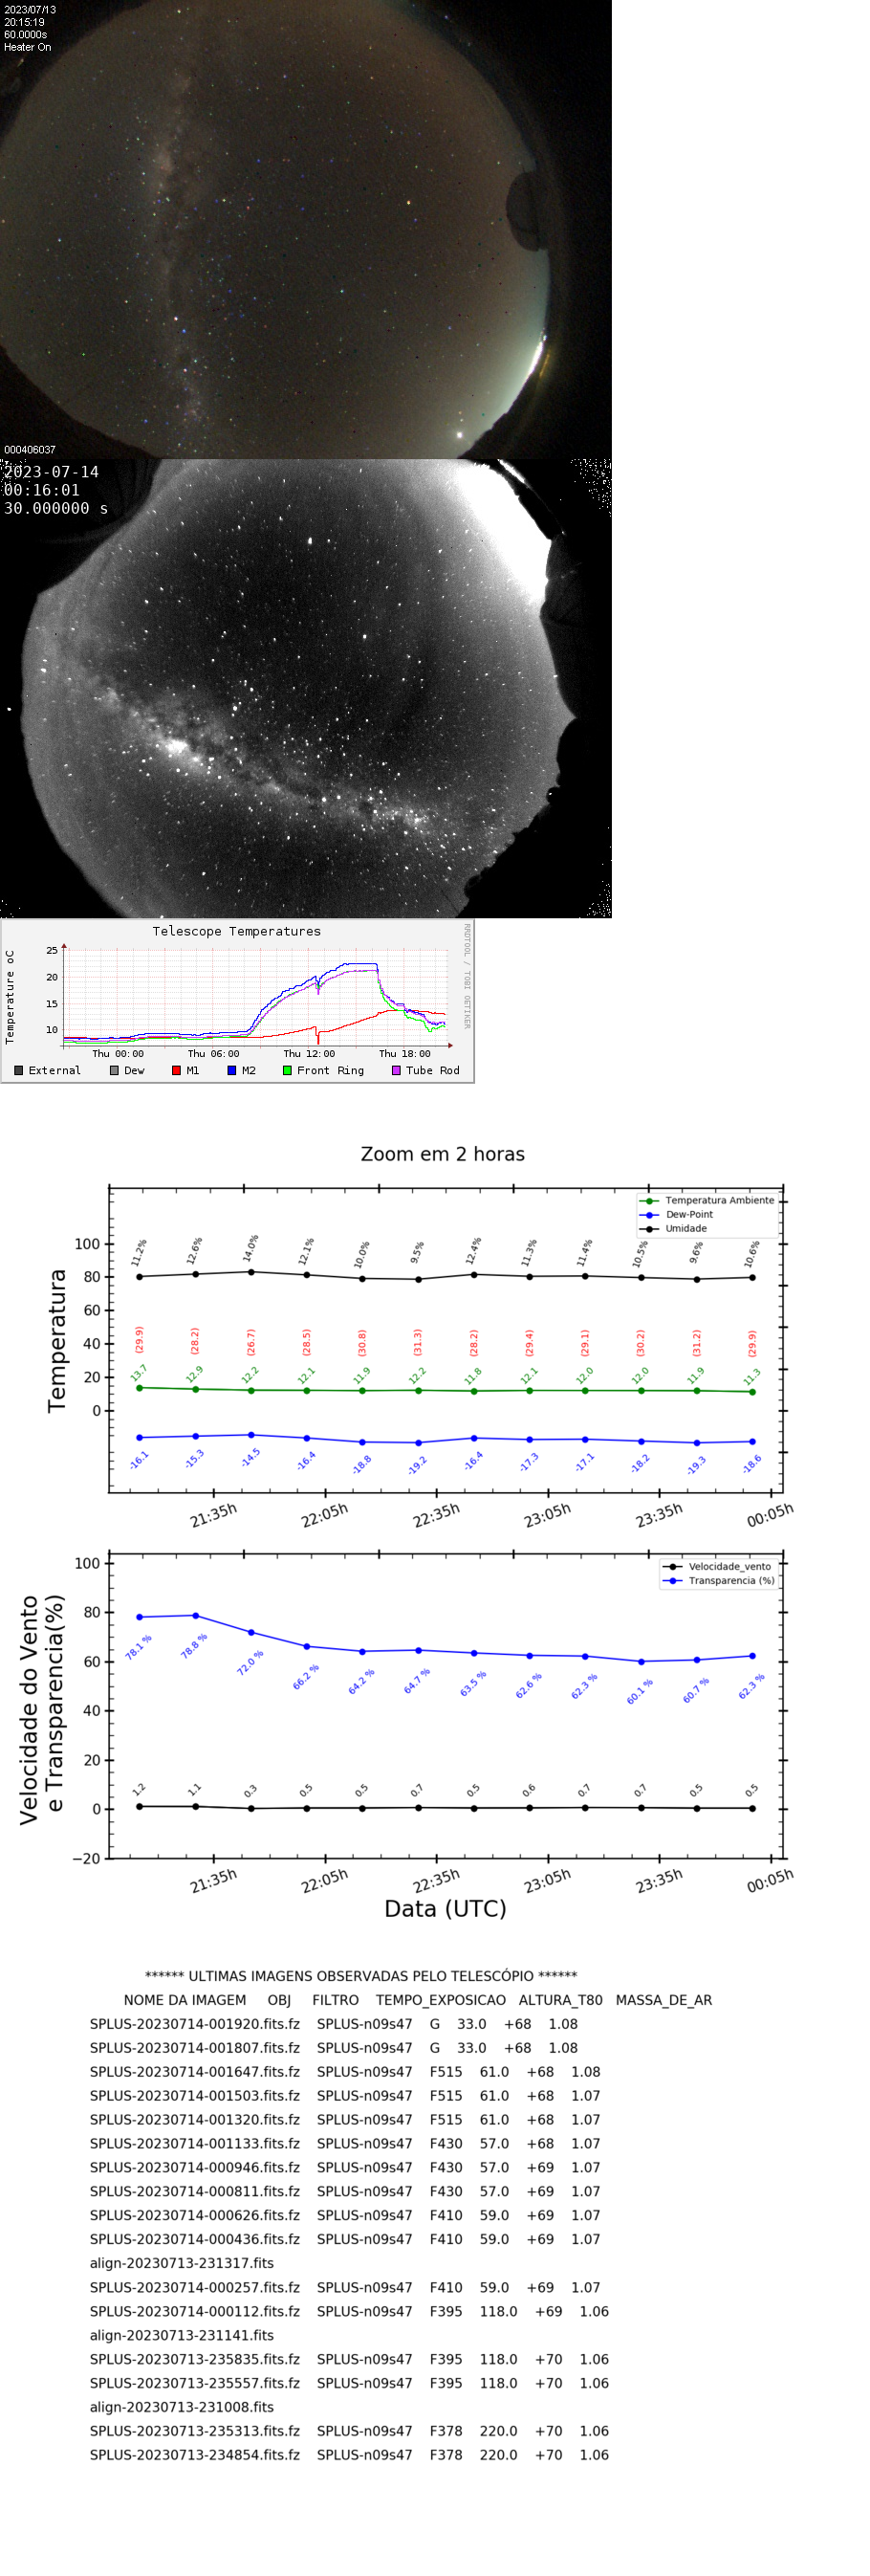 2023/07/13
20:15:19
60.0000s
Heater On
000406037
2023-07-14
00:16:01
30.000000 s
Telescope Temperatures
RRDTOOL / TOBI OETIKER
Temperature oC
25
20
15
10
Thu 00:00 Thu 06:00 Thu 12:00 Thu 18:00
External Dew M1 M2 Front Ring Tube Rod
Zoom em 2 horas
Temperatura Ambiente
Dew-Point
Umidade
Temperatura
100
80
60
40
20
0
11.2% 12.6% 14.0% 12.1% 10.0% 9.5% 12.4% 11.3% 11.4% 10.5% 9.6% 10.6%
(29.9) (28.2) (26.7) (28.5) (30.8) (31.3) (28.2) (29.4) (29.1) (30.2) (31.2) (29.9)
13.7 12.9 12.2 12.1 11.9 12.2 11.8 12.1 12.0 12.0 11.9 11.3
-16.1 -15.3 -14.5 -16.4 -18.8 -19.2 -16.4 -17.3 -17.1 -18.2 -19.3 -18.6
21:35h 22:05h 22:35h 23:05h 23:35h 00:05h
Velocidade_vento
Transparencia (%)
Velocidade do Vento
e Transparencia(%)
100
80
60
40
20
0
−20
78.1 % 78.8 % 72.0 % 66.2 % 64.2 % 64.7 % 63.5 % 62.6 % 62.3 % 60.1 % 60.7 % 62.3 %
1.2 1.1 0.3 0.5 0.5 0.7 0.5 0.6 0.7 0.7 0.5 0.5
21:35h 22:05h 22:35h 23:05h 23:35h 00:05h
Data (UTC)
****** ULTIMAS IMAGENS OBSERVADAS PELO TELESCÓPIO ******
NOME DA IMAGEM OBJ FILTRO TEMPO_EXPOSICAO ALTURA_T80 MASSA_DE_AR
SPLUS-20230714-001920.fits.fz SPLUS-n09s47 G 33.0 +68 1.08
SPLUS-20230714-001807.fits.fz SPLUS-n09s47 G 33.0 +68 1.08
SPLUS-20230714-001647.fits.fz SPLUS-n09s47 F515 61.0 +68 1.08
SPLUS-20230714-001503.fits.fz SPLUS-n09s47 F515 61.0 +68 1.07
SPLUS-20230714-001320.fits.fz SPLUS-n09s47 F515 61.0 +68 1.07
SPLUS-20230714-001133.fits.fz SPLUS-n09s47 F430 57.0 +68 1.07
SPLUS-20230714-000946.fits.fz SPLUS-n09s47 F430 57.0 +69 1.07
SPLUS-20230714-000811.fits.fz SPLUS-n09s47 F430 57.0 +69 1.07
SPLUS-20230714-000626.fits.fz SPLUS-n09s47 F410 59.0 +69 1.07
SPLUS-20230714-000436.fits.fz SPLUS-n09s47 F410 59.0 +69 1.07
align-20230713-231317.fits
SPLUS-20230714-000257.fits.fz SPLUS-n09s47 F410 59.0 +69 1.07
SPLUS-20230714-000112.fits.fz SPLUS-n09s47 F395 118.0 +69 1.06
align-20230713-231141.fits
SPLUS-20230713-235835.fits.fz SPLUS-n09s47 F395 118.0 +70 1.06
SPLUS-20230713-235557.fits.fz SPLUS-n09s47 F395 118.0 +70 1.06
align-20230713-231008.fits
SPLUS-20230713-235313.fits.fz SPLUS-n09s47 F378 220.0 +70 1.06
SPLUS-20230713-234854.fits.fz SPLUS-n09s47 F378 220.0 +70 1.06